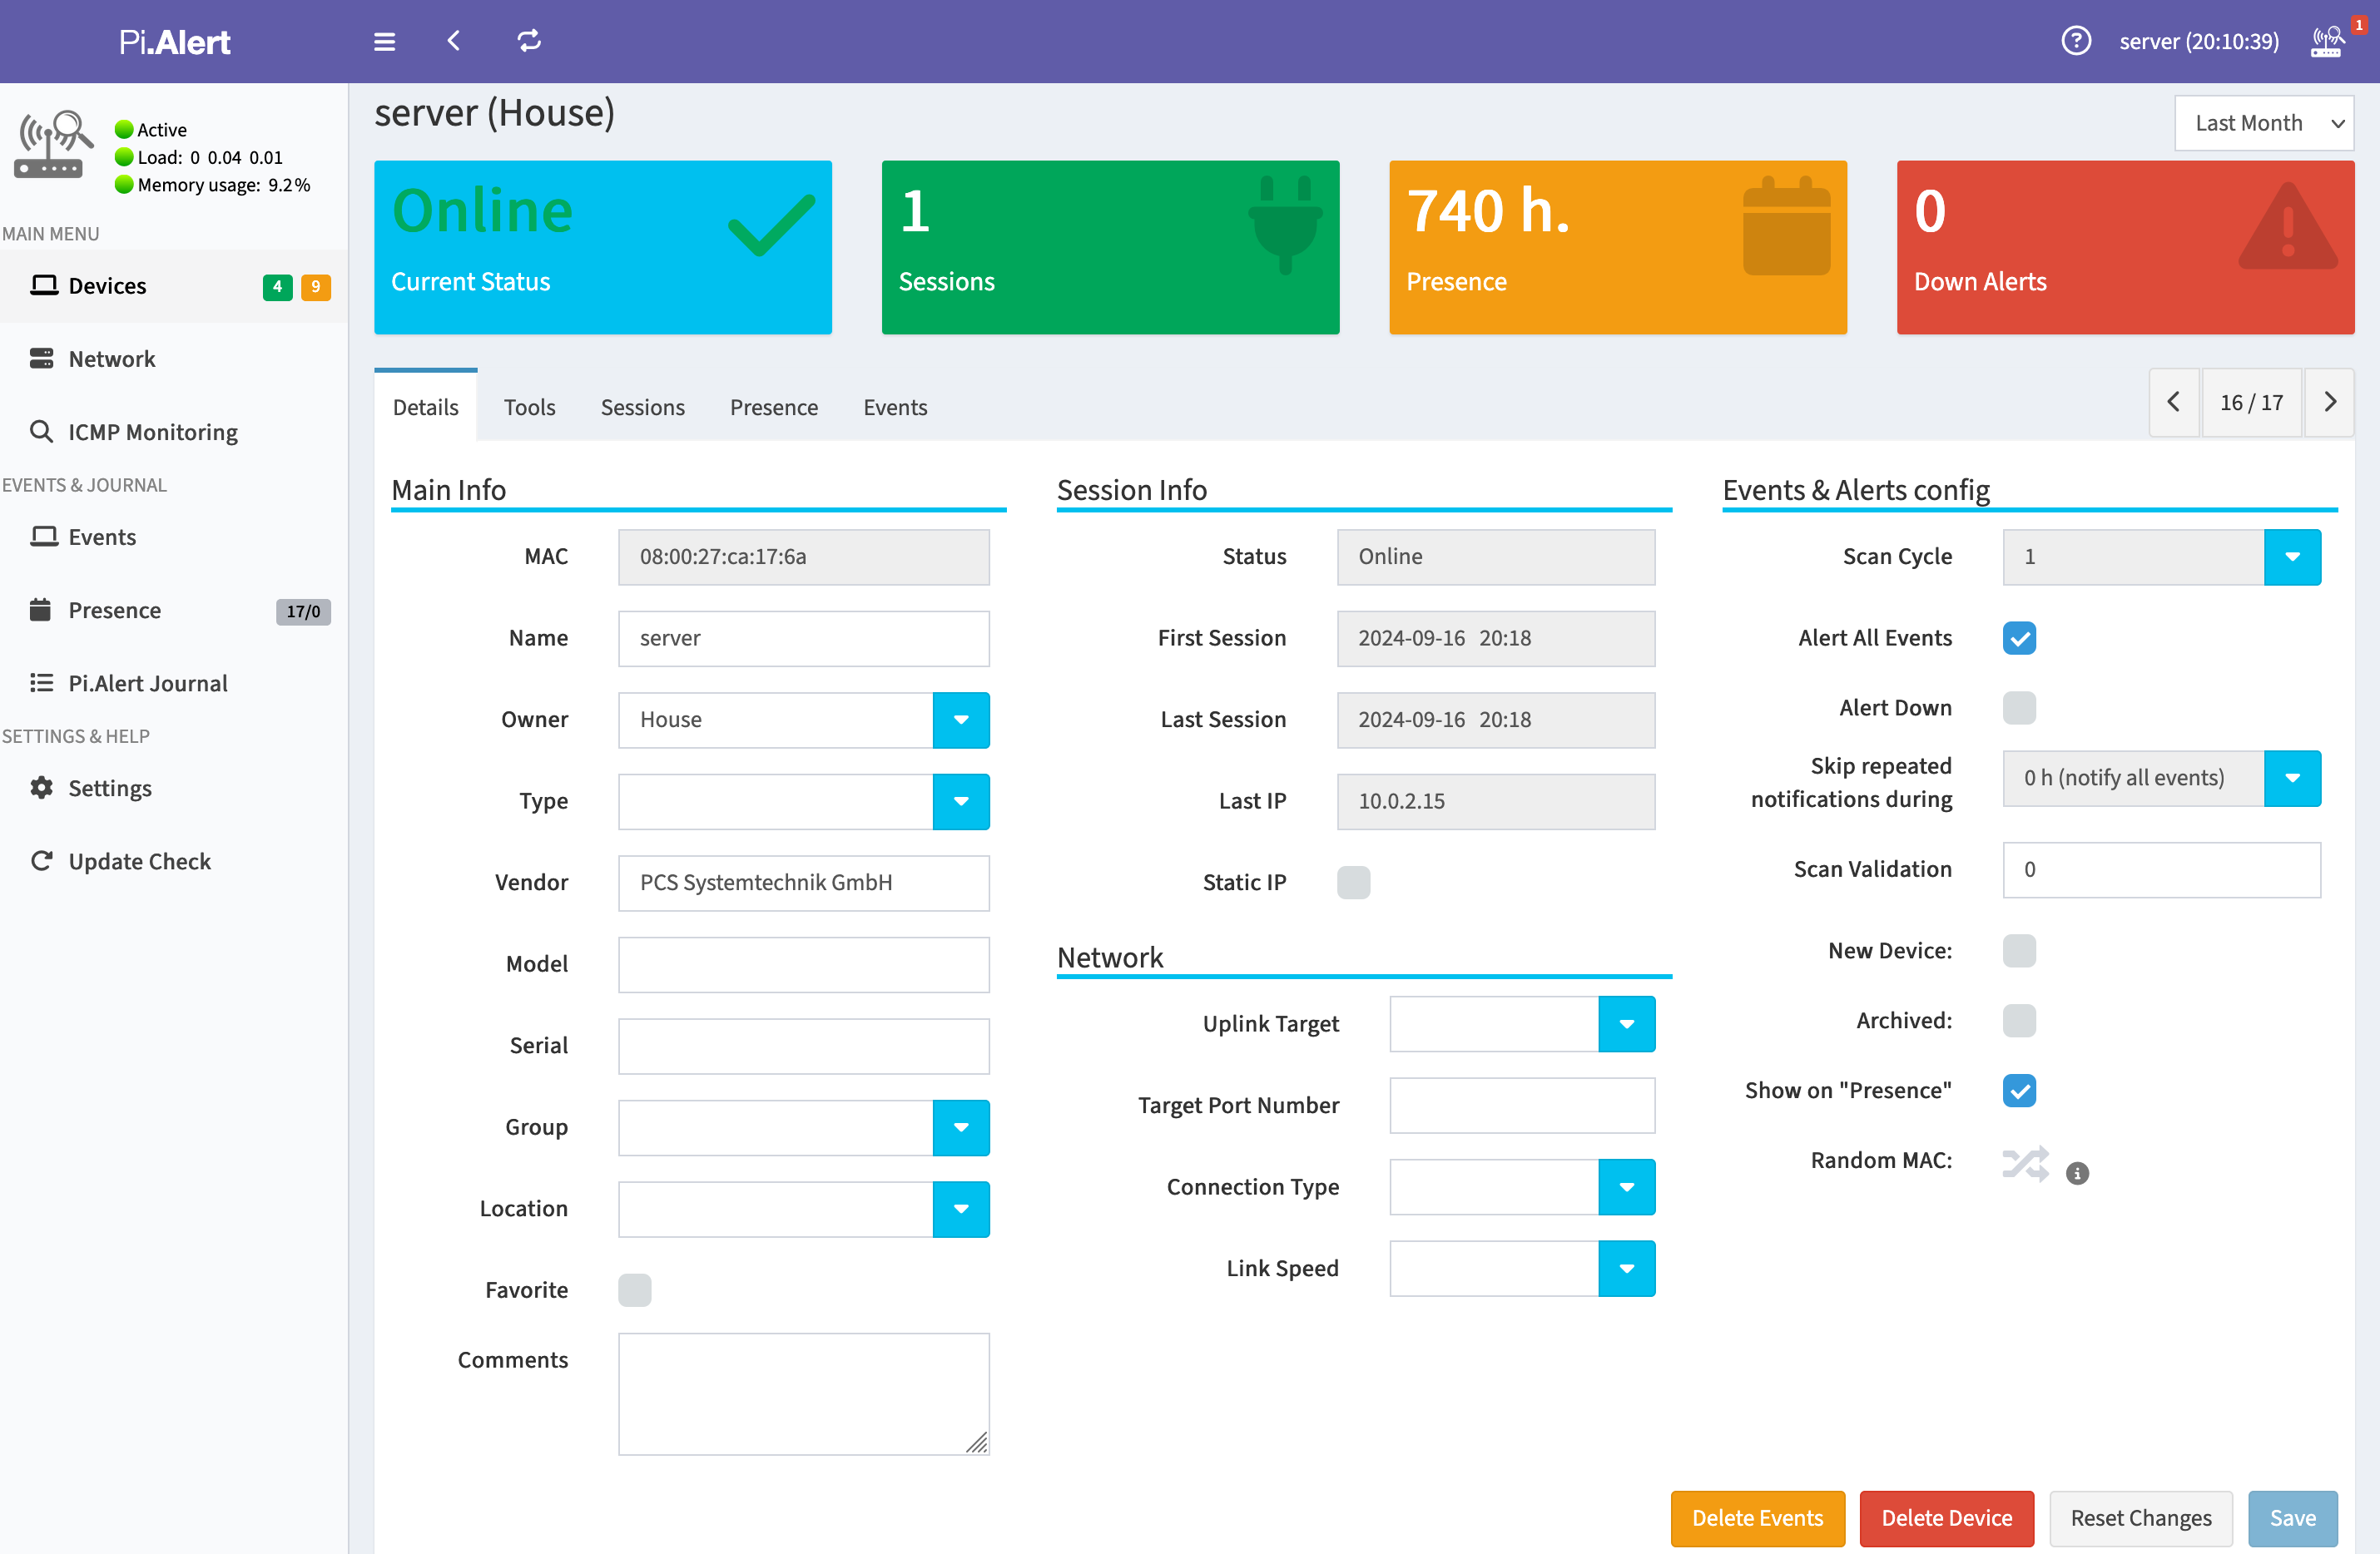 Pi.Alert
server (20:10:39)
1
Active
Load: 0 0.04 0.01
Memory usage: 9.2%
MAIN MENU
Devices
4
9
Network
ICMP Monitoring
EVENTS & JOURNAL
Events
Presence
17/0
Pi.Alert Journal
SETTINGS & HELP
Settings
Update Check
server (House)
Last Month
Online
Current Status
1
Sessions
740 h.
Presence
0
Down Alerts
Details
Tools
Sessions
Presence
Events
16 / 17
Main Info
MAC
08:00:27:ca:17:6a
Name
server
Owner
House
Type
Vendor
PCS Systemtechnik GmbH
Model
Serial
Group
Location
Favorite
Comments
Session Info
Status
Online
First Session
2024-09-16 20:18
Last Session
2024-09-16 20:18
Last IP
10.0.2.15
Static IP
Network
Uplink Target
Target Port Number
Connection Type
Link Speed
Events & Alerts config
Scan Cycle
1
Alert All Events
Alert Down
Skip repeated
notifications during
0 h (notify all events)
Scan Validation
0
New Device:
Archived:
Show on "Presence"
Random MAC:
Delete Events
Delete Device
Reset Changes
Save